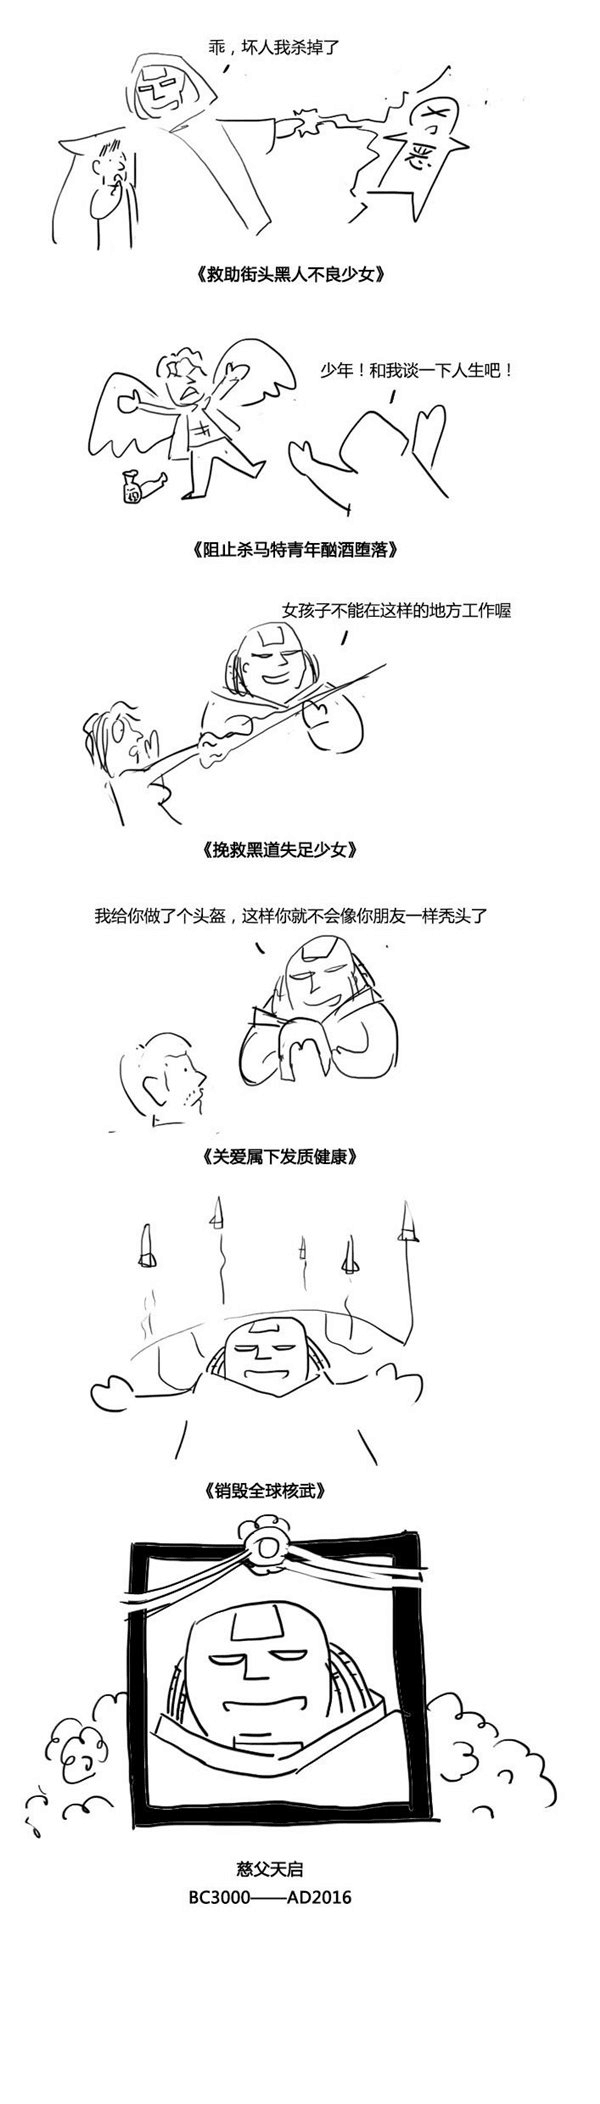 乖，坏人我杀掉了
恶
《救助街头黑人不良少女》
少年！和我谈一下人生吧！
《阻止杀马特青年酗酒堕落》
女孩子不能在这样的地方工作喔
《挽救黑道失足少女》
我给你做了个头盔，这样你就不会像你朋友一样秃头了
《关爱属下发质健康》
《销毁全球核武》
慈父天启
BC3000——AD2016